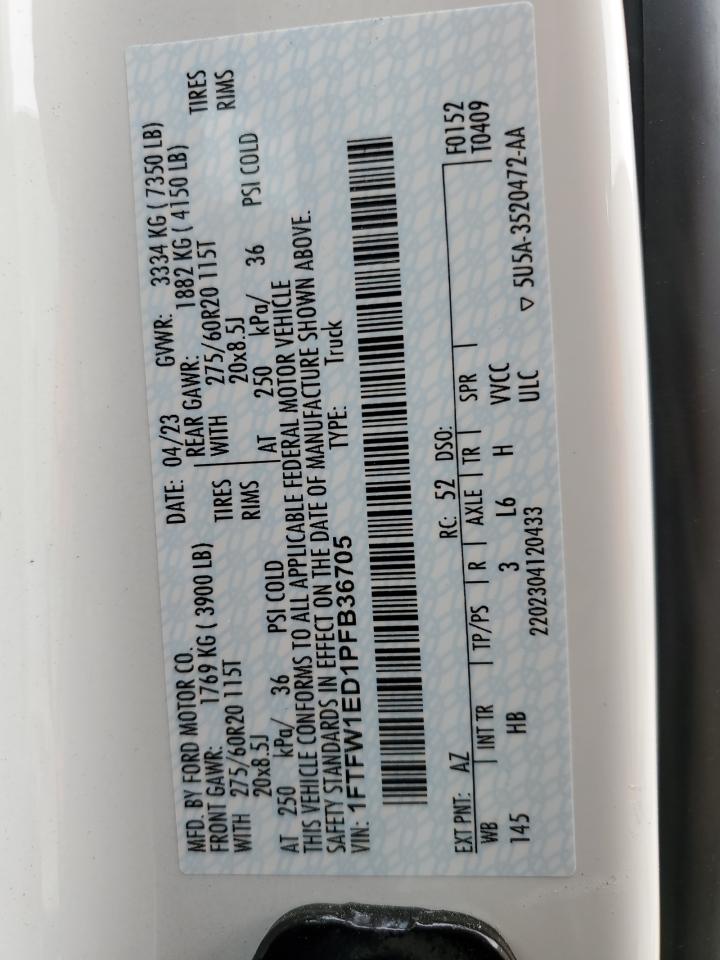 MFD. BY FORD MOTOR CO. DATE: 04/23 GVWR: 3334 KG ( 7350 LB)
FRONT GAWR: 1769 KG ( 3900 LB) REAR GAWR: 1882 KG ( 4150 LB)
WITH 275/60R20 115T TIRES WITH 275/60R20 115T TIRES
20x8.5J RIMS 20x8.5J RIMS
AT 250 kPa/ 36 PSI COLD AT 250 kPa/ 36 PSI COLD
THIS VEHICLE CONFORMS TO ALL APPLICABLE FEDERAL MOTOR VEHICLE
SAFETY STANDARDS IN EFFECT ON THE DATE OF MANUFACTURE SHOWN ABOVE.
VIN: 1FTFW1ED1PFB36705 TYPE: Truck
EXT PNT: AZ RC: 52 DSO: F0152
WB INT TR TP/PS R AXLE TR SPR T0409
145 HB 3 L6 H VVCC
2202304120433 ULC ▽ 5U5A-3520472-AA